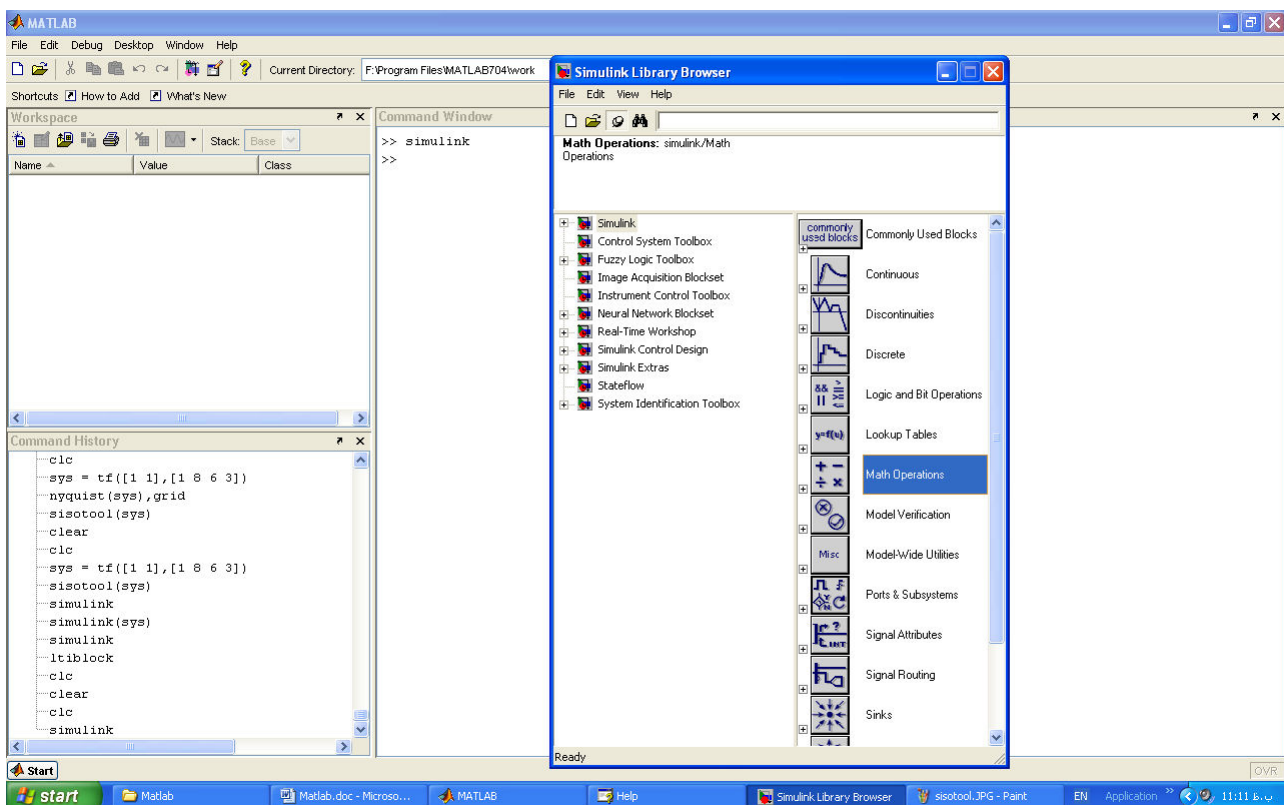 MATLAB
File Edit Debug Desktop Window Help
Current Directory: F:\Program Files\MATLAB704\work
Shortcuts How to Add What's New
Workspace
Stack: Base
Name Value Class
Command History
clc
sys = tf([1 1],[1 8 6 3])
nyquist(sys),grid
sisotool(sys)
clear
clc
sys = tf([1 1],[1 8 6 3])
sisotool(sys)
simulink
simulink(sys)
simulink
ltiblock
clc
clear
clc
simulink
Command Window
>> simulink
>>
Simulink Library Browser
File Edit View Help
Math Operations: simulink/Math
Operations
Simulink
Control System Toolbox
Fuzzy Logic Toolbox
Image Acquisition Blockset
Instrument Control Toolbox
Neural Network Blockset
Real-Time Workshop
Simulink Control Design
Simulink Extras
Stateflow
System Identification Toolbox
commonly
used blocks
Commonly Used Blocks
Continuous
Discontinuities
Discrete
Logic and Bit Operations
y=f(u)
Lookup Tables
Math Operations
Model Verification
Misc
Model-Wide Utilities
Ports & Subsystems
Signal Attributes
Signal Routing
Sinks
Ready
Start
OVR
start
Matlab
Matlab.doc - Microso...
MATLAB
Help
Simulink Library Browser
sisotool.JPG - Paint
EN
Application
11:11 ب.ظ